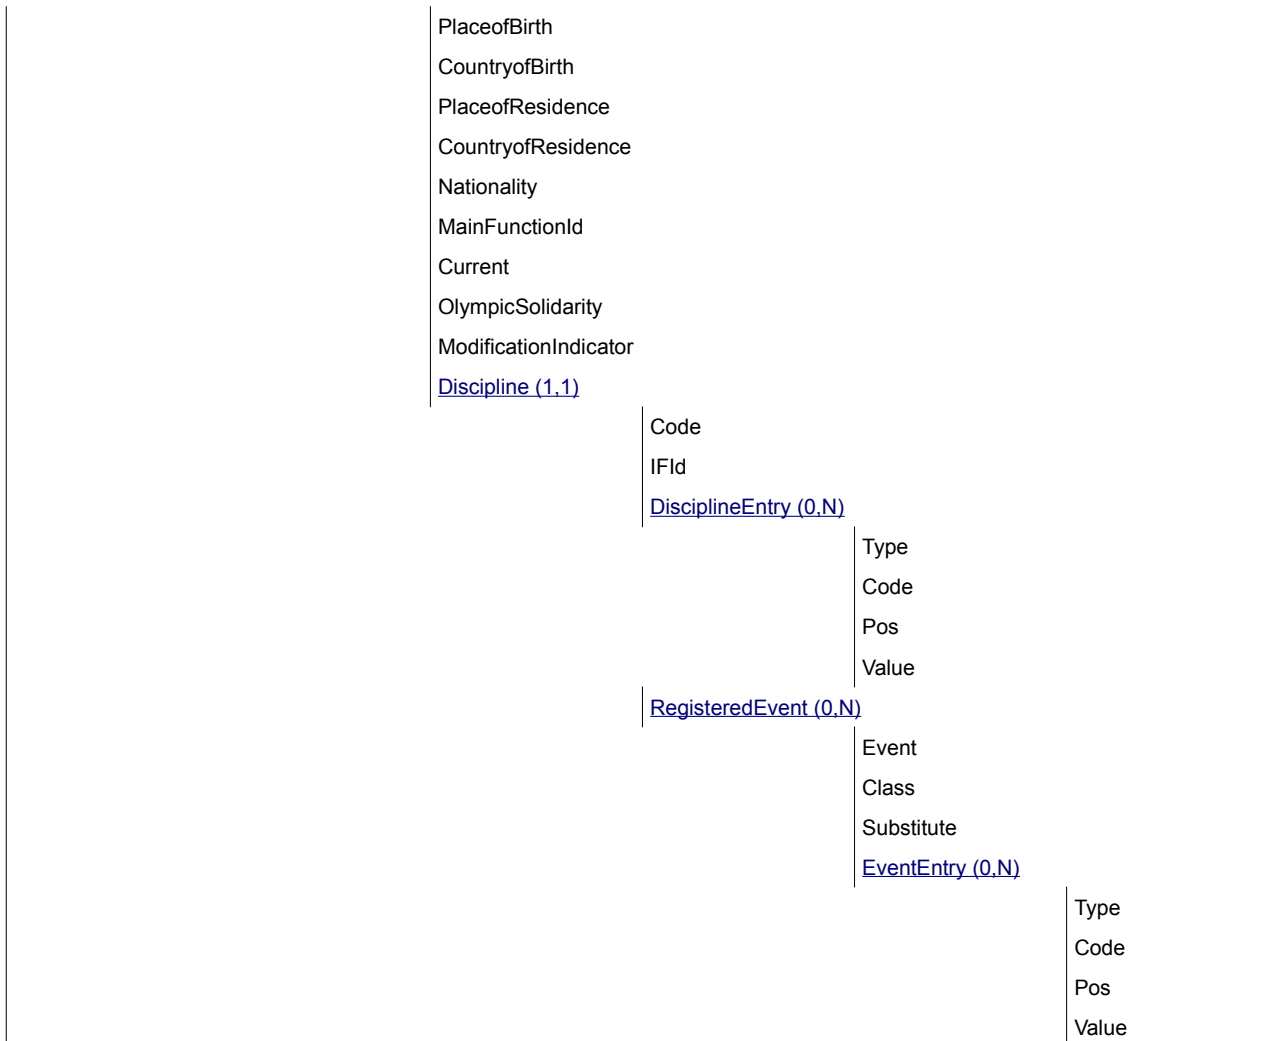 PlaceofBirth
CountryofBirth
PlaceofResidence
CountryofResidence
Nationality
MainFunctionId
Current
OlympicSolidarity
ModificationIndicator
Discipline (1,1)
Code
IFId
DisciplineEntry (0,N)
Type
Code
Pos
Value
RegisteredEvent (0,N)
Event
Class
Substitute
EventEntry (0,N)
Type
Code
Pos
Value